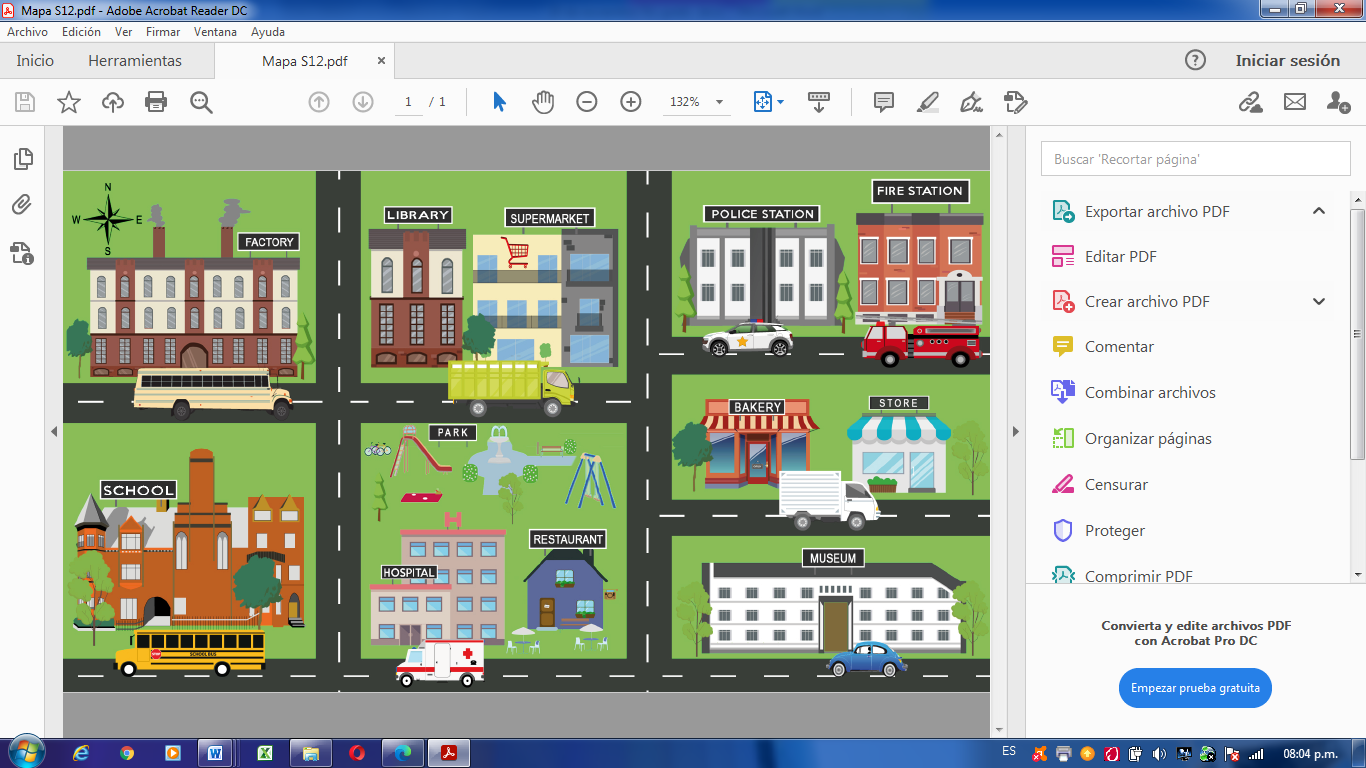 Mapa S12.pdf - Adobe Acrobat Reader DC
Archivo Edición Ver Firmar Ventana Ayuda
Inicio Herramientas Mapa S12.pdf × Iniciar sesión
1 / 1 132%
Buscar 'Recortar página'
Exportar archivo PDF
Editar PDF
Crear archivo PDF
Comentar
Combinar archivos
Organizar páginas
Censurar
Proteger
Comprimir PDF
Convierta y edite archivos PDF
con Acrobat Pro DC
Empezar prueba gratuita
N
W E
S
FACTORY
LIBRARY
SUPERMARKET
POLICE STATION
FIRE STATION
PARK
BAKERY
STORE
SCHOOL
H
HOSPITAL
RESTAURANT
MUSEUM
SCHOOL BUS
ES 08:04 p.m.